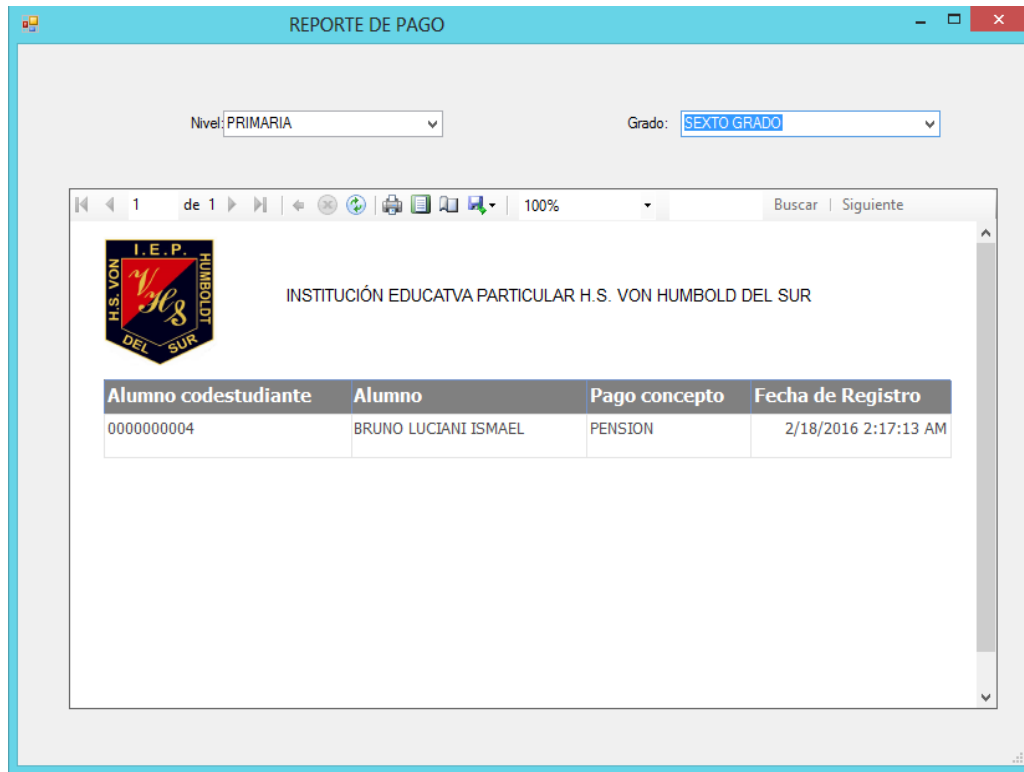 REPORTE DE PAGO
Nivel: PRIMARIA Grado: SEXTO GRADO
1 de 1 100% Buscar | Siguiente
I.E.P.
H.S. VON
HUMBOLDT
VHS
DEL SUR
INSTITUCIÓN EDUCATVA PARTICULAR H.S. VON HUMBOLD DEL SUR
Alumno codestudiante Alumno Pago concepto Fecha de Registro
0000000004 BRUNO LUCIANI ISMAEL PENSION 2/18/2016 2:17:13 AM